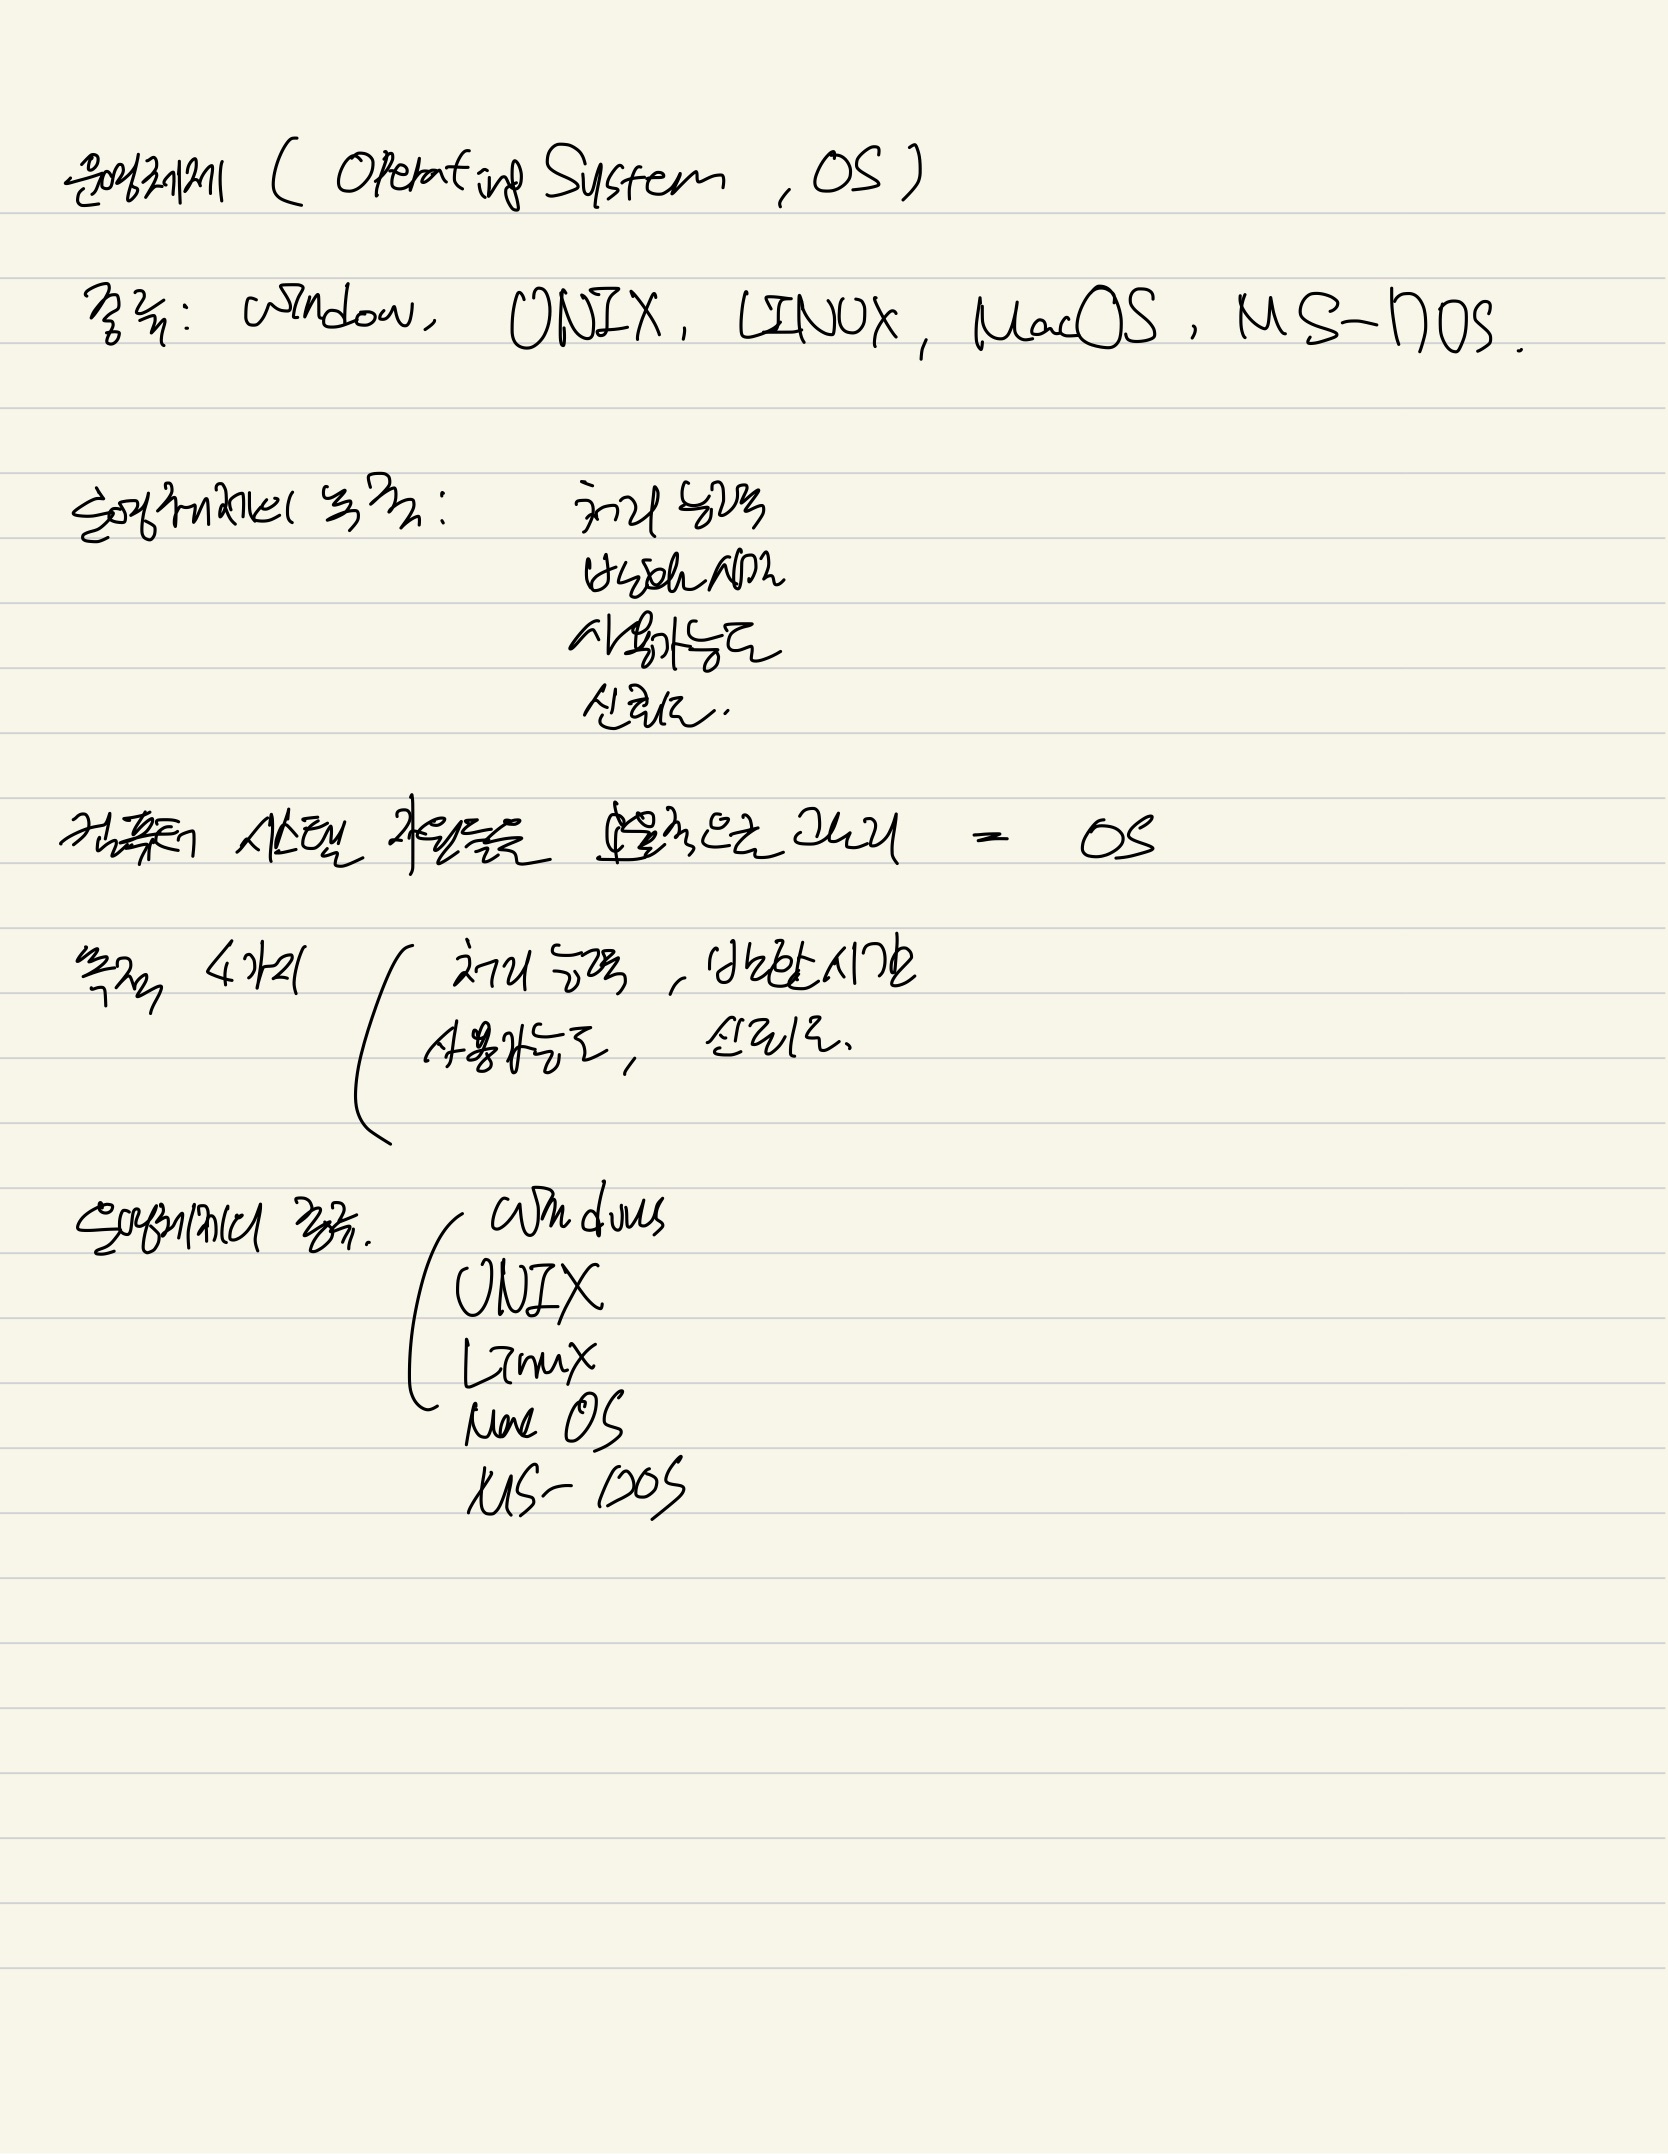 운영체제 ( Operating System , OS )
종류: Window, UNIX, LINUX, MacOS, MS-DOS.
운영체제의 목적: 처리 능력
반환 시간
사용가능도
신뢰도.
컴퓨터 시스템 자원들을 효율적으로 관리 = OS
목적 4가지 ( 처리 능력, 반환 시간
사용가능도, 신뢰도.
운영체제의 종류. ( Windows
UNIX
Linux
Mac OS
MS-DOS